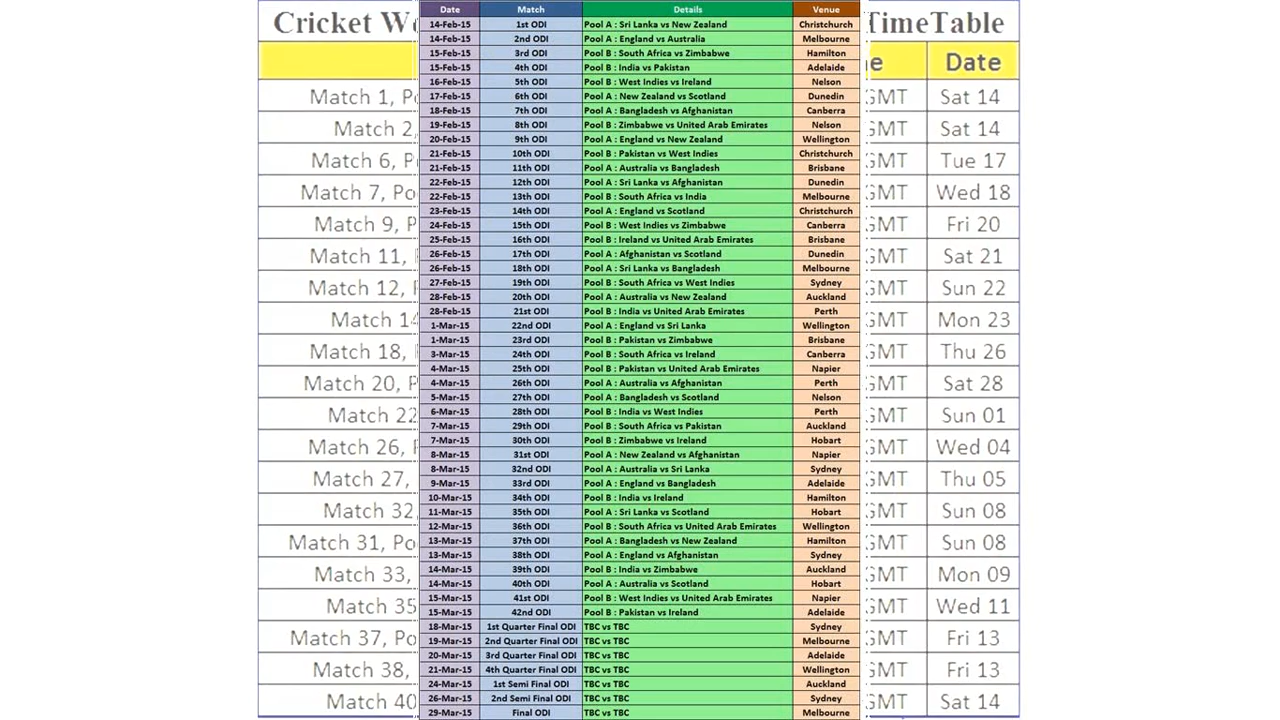 Cricket TimeTable
Date Match Details Venue Date
14-Feb-15 1st ODI Pool A : Sri Lanka vs New Zealand Christchurch
14-Feb-15 2nd ODI Pool A : England vs Australia Melbourne
15-Feb-15 3rd ODI Pool B : South Africa vs Zimbabwe Hamilton
15-Feb-15 4th ODI Pool B : India vs Pakistan Adelaide
16-Feb-15 5th ODI Pool B : West Indies vs Ireland Nelson
Match 1, GMT Sat 14
17-Feb-15 6th ODI Pool A : New Zealand vs Scotland Dunedin
18-Feb-15 7th ODI Pool A : Bangladesh vs Afghanistan Canberra
19-Feb-15 8th ODI Pool B : Zimbabwe vs United Arab Emirates Nelson
Match 2, GMT Sat 14
20-Feb-15 9th ODI Pool A : England vs New Zealand Wellington
21-Feb-15 10th ODI Pool B : Pakistan vs West Indies Christchurch
Match 6, GMT Tue 17
21-Feb-15 11th ODI Pool A : Australia vs Bangladesh Brisbane
22-Feb-15 12th ODI Pool A : Sri Lanka vs Afghanistan Dunedin
Match 7, GMT Wed 18
22-Feb-15 13th ODI Pool B : South Africa vs India Melbourne
23-Feb-15 14th ODI Pool A : England vs Scotland Christchurch
24-Feb-15 15th ODI Pool B : West Indies vs Zimbabwe Canberra
Match 9, GMT Fri 20
25-Feb-15 16th ODI Pool B : Ireland vs United Arab Emirates Brisbane
26-Feb-15 17th ODI Pool A : Afghanistan vs Scotland Dunedin
Match 11, GMT Sat 21
26-Feb-15 18th ODI Pool A : Sri Lanka vs Bangladesh Melbourne
27-Feb-15 19th ODI Pool B : South Africa vs West Indies Sydney
Match 12, GMT Sun 22
28-Feb-15 20th ODI Pool A : Australia vs New Zealand Auckland
28-Feb-15 21st ODI Pool B : India vs United Arab Emirates Perth
Match GMT Mon 23
1-Mar-15 22nd ODI Pool A : England vs Sri Lanka Wellington
1-Mar-15 23rd ODI Pool B : Pakistan vs Zimbabwe Brisbane
3-Mar-15 24th ODI Pool B : South Africa vs Ireland Canberra
Match 18, GMT Thu 26
4-Mar-15 25th ODI Pool B : Pakistan vs United Arab Emirates Napier
4-Mar-15 26th ODI Pool A : Australia vs Afghanistan Perth
Match 20, GMT Sat 28
5-Mar-15 27th ODI Pool A : Bangladesh vs Scotland Nelson
6-Mar-15 28th ODI Pool B : India vs West Indies Perth
Match 22 GMT Sun 01
7-Mar-15 29th ODI Pool B : South Africa vs Pakistan Auckland
7-Mar-15 30th ODI Pool B : Zimbabwe vs Ireland Hobart
Match 26, GMT Wed 04
8-Mar-15 31st ODI Pool A : New Zealand vs Afghanistan Napier
8-Mar-15 32nd ODI Pool A : Australia vs Sri Lanka Sydney
Match 27, GMT Thu 05
9-Mar-15 33rd ODI Pool A : England vs Bangladesh Adelaide
10-Mar-15 34th ODI Pool B : India vs Ireland Hamilton
11-Mar-15 35th ODI Pool A : Sri Lanka vs Scotland Hobart
Match 32, GMT Sun 08
12-Mar-15 36th ODI Pool B : South Africa vs United Arab Emirates Wellington
13-Mar-15 37th ODI Pool A : Bangladesh vs New Zealand Hamilton
Match 31, GMT Sun 08
13-Mar-15 38th ODI Pool A : England vs Afghanistan Sydney
14-Mar-15 39th ODI Pool B : India vs Zimbabwe Auckland
Match 33, GMT Mon 09
14-Mar-15 40th ODI Pool A : Australia vs Scotland Hobart
15-Mar-15 41st ODI Pool B : West Indies vs United Arab Emirates Napier
Match 35 GMT Wed 11
15-Mar-15 42nd ODI Pool B : Pakistan vs Ireland Adelaide
18-Mar-15 1st Quarter Final ODI TBC vs TBC Sydney
19-Mar-15 2nd Quarter Final ODI TBC vs TBC Melbourne
Match 37, GMT Fri 13
20-Mar-15 3rd Quarter Final ODI TBC vs TBC Adelaide
21-Mar-15 4th Quarter Final ODI TBC vs TBC Wellington
Match 38, GMT Fri 13
24-Mar-15 1st Semi Final ODI TBC vs TBC Auckland
26-Mar-15 2nd Semi Final ODI TBC vs TBC Sydney
Match 40 GMT Sat 14
29-Mar-15 Final ODI TBC vs TBC Melbourne